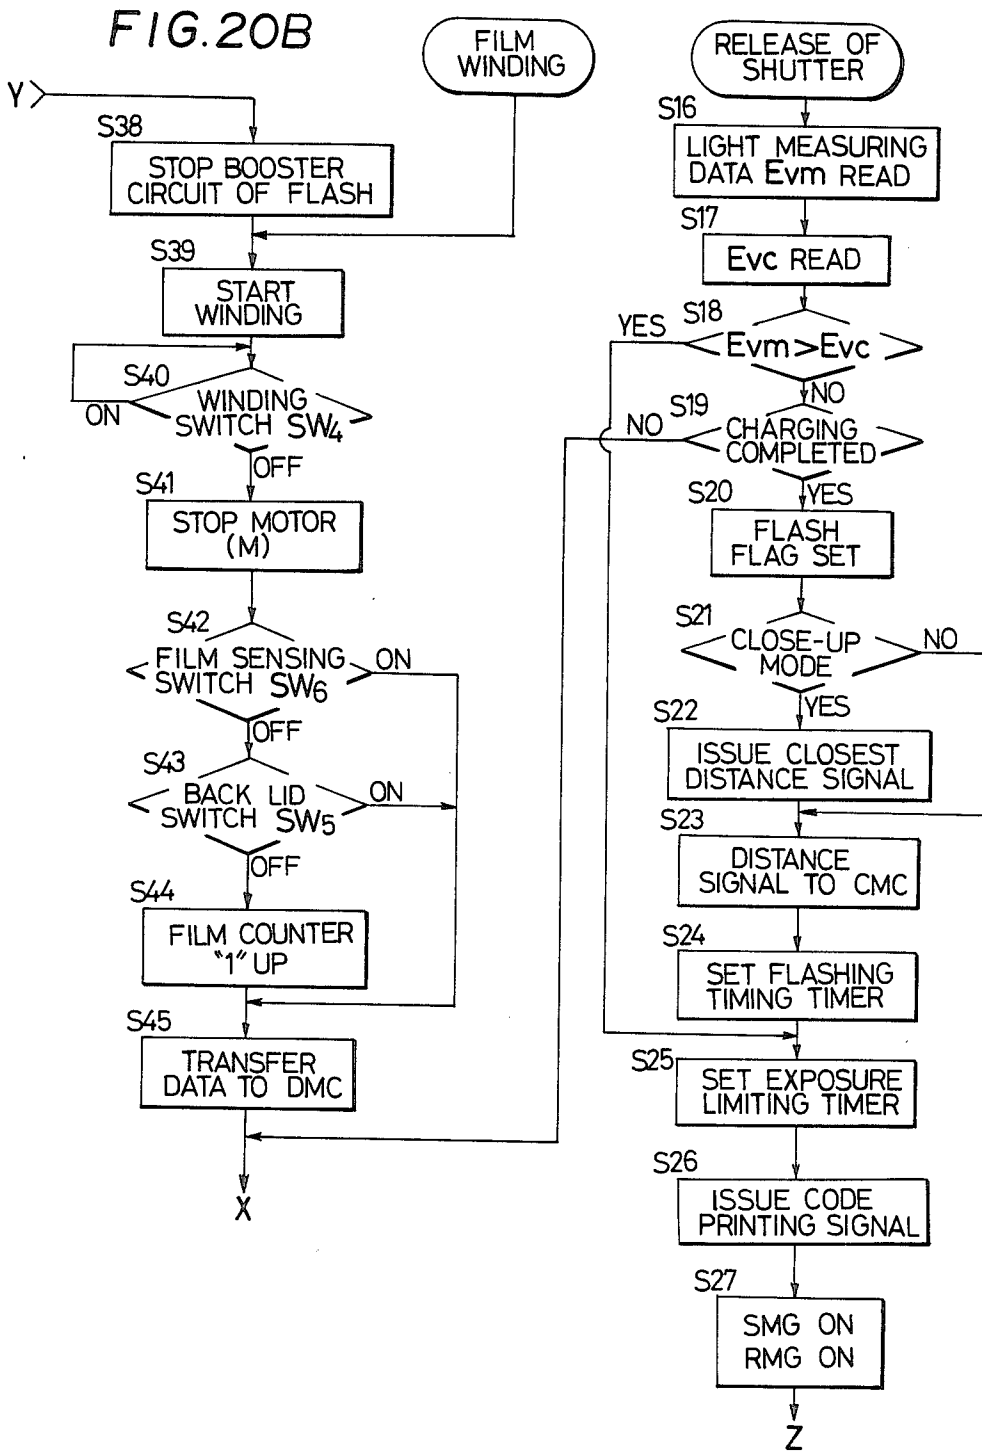 FIG.20B
Y
FILM
WINDING
S38
STOP BOOSTER
CIRCUIT OF FLASH
S39
START
WINDING
S40
ON
WINDING
SWITCH SW4
OFF
S41
STOP MOTOR
(M)
S42
FILM SENSING
SWITCH SW6
ON
OFF
S43
BACK LID
SWITCH SW5
ON
OFF
S44
FILM COUNTER
"1" UP
S45
TRANSFER
DATA TO DMC
X
RELEASE OF
SHUTTER
S16
LIGHT MEASURING
DATA Evm READ
S17
Evc READ
S18
YES
Evm>Evc
NO
S19
NO
CHARGING
COMPLETED
YES
S20
FLASH
FLAG SET
S21
CLOSE-UP
MODE
NO
YES
S22
ISSUE CLOSEST
DISTANCE SIGNAL
S23
DISTANCE
SIGNAL TO CMC
S24
SET FLASHING
TIMING TIMER
S25
SET EXPOSURE
LIMITING TIMER
S26
ISSUE CODE
PRINTING SIGNAL
S27
SMG ON
RMG ON
Z